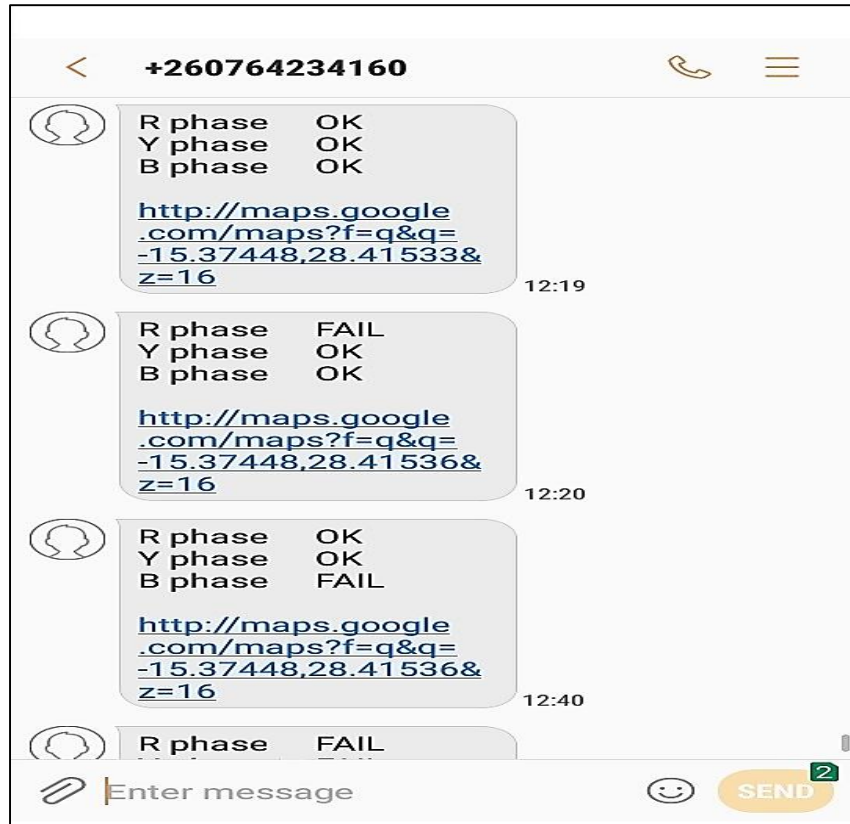 +260764234160
R phase OK
Y phase OK
B phase OK
http://maps.google
.com/maps?f=q&q=
-15.37448,28.41533&
z=16
12:19
R phase FAIL
Y phase OK
B phase OK
http://maps.google
.com/maps?f=q&q=
-15.37448,28.41536&
z=16
12:20
R phase OK
Y phase OK
B phase FAIL
http://maps.google
.com/maps?f=q&q=
-15.37448,28.41536&
z=16
12:40
R phase FAIL
Enter message
SEND
2